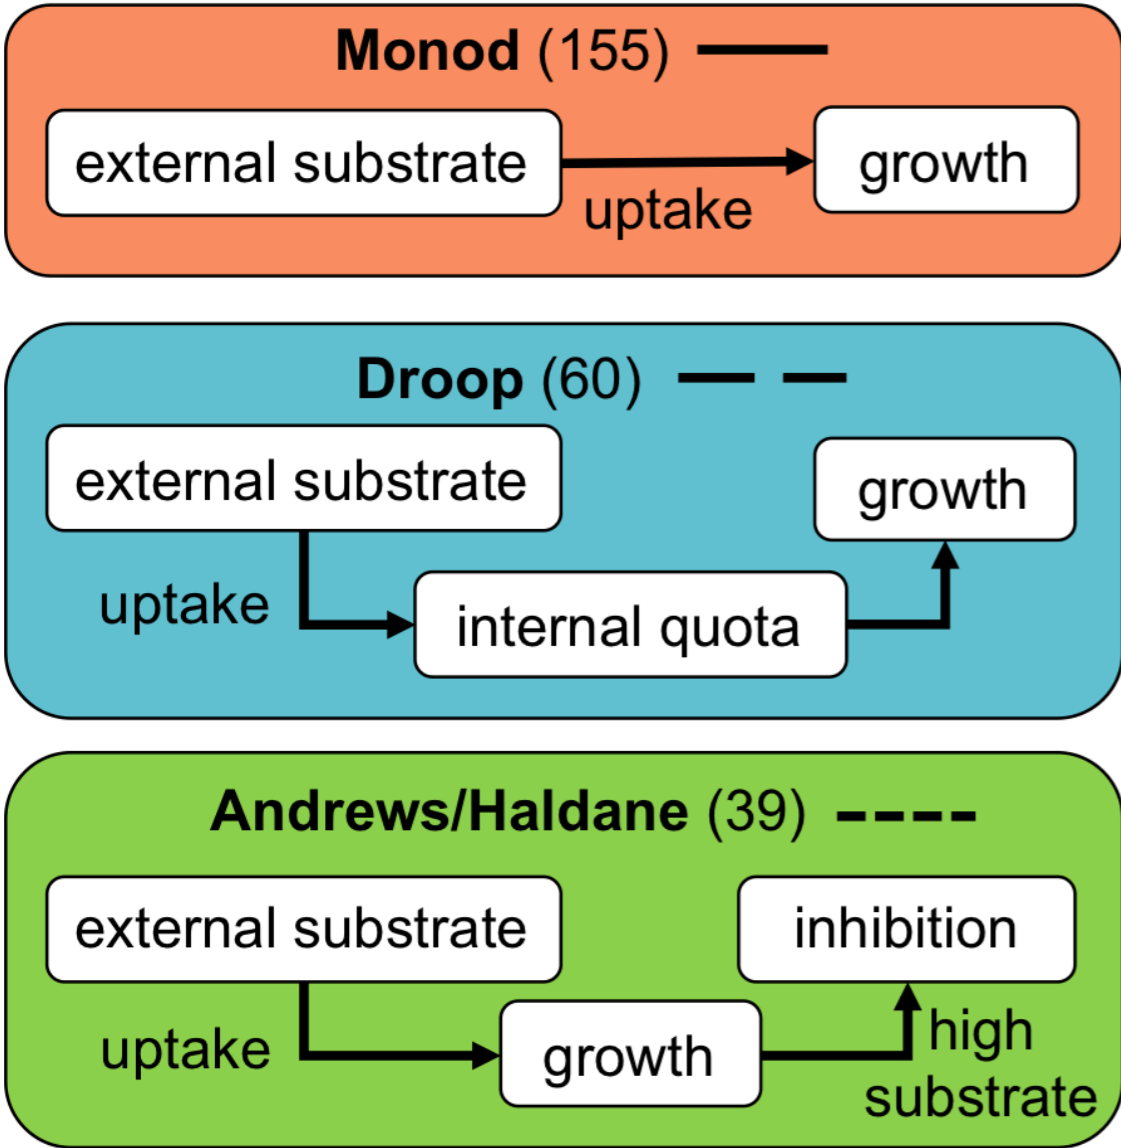 Monod (155)
external substrate
growth
uptake
Droop (60)
external substrate
growth
uptake
internal quota
Andrews/Haldane (39)
external substrate
inhibition
uptake
growth
high
substrate